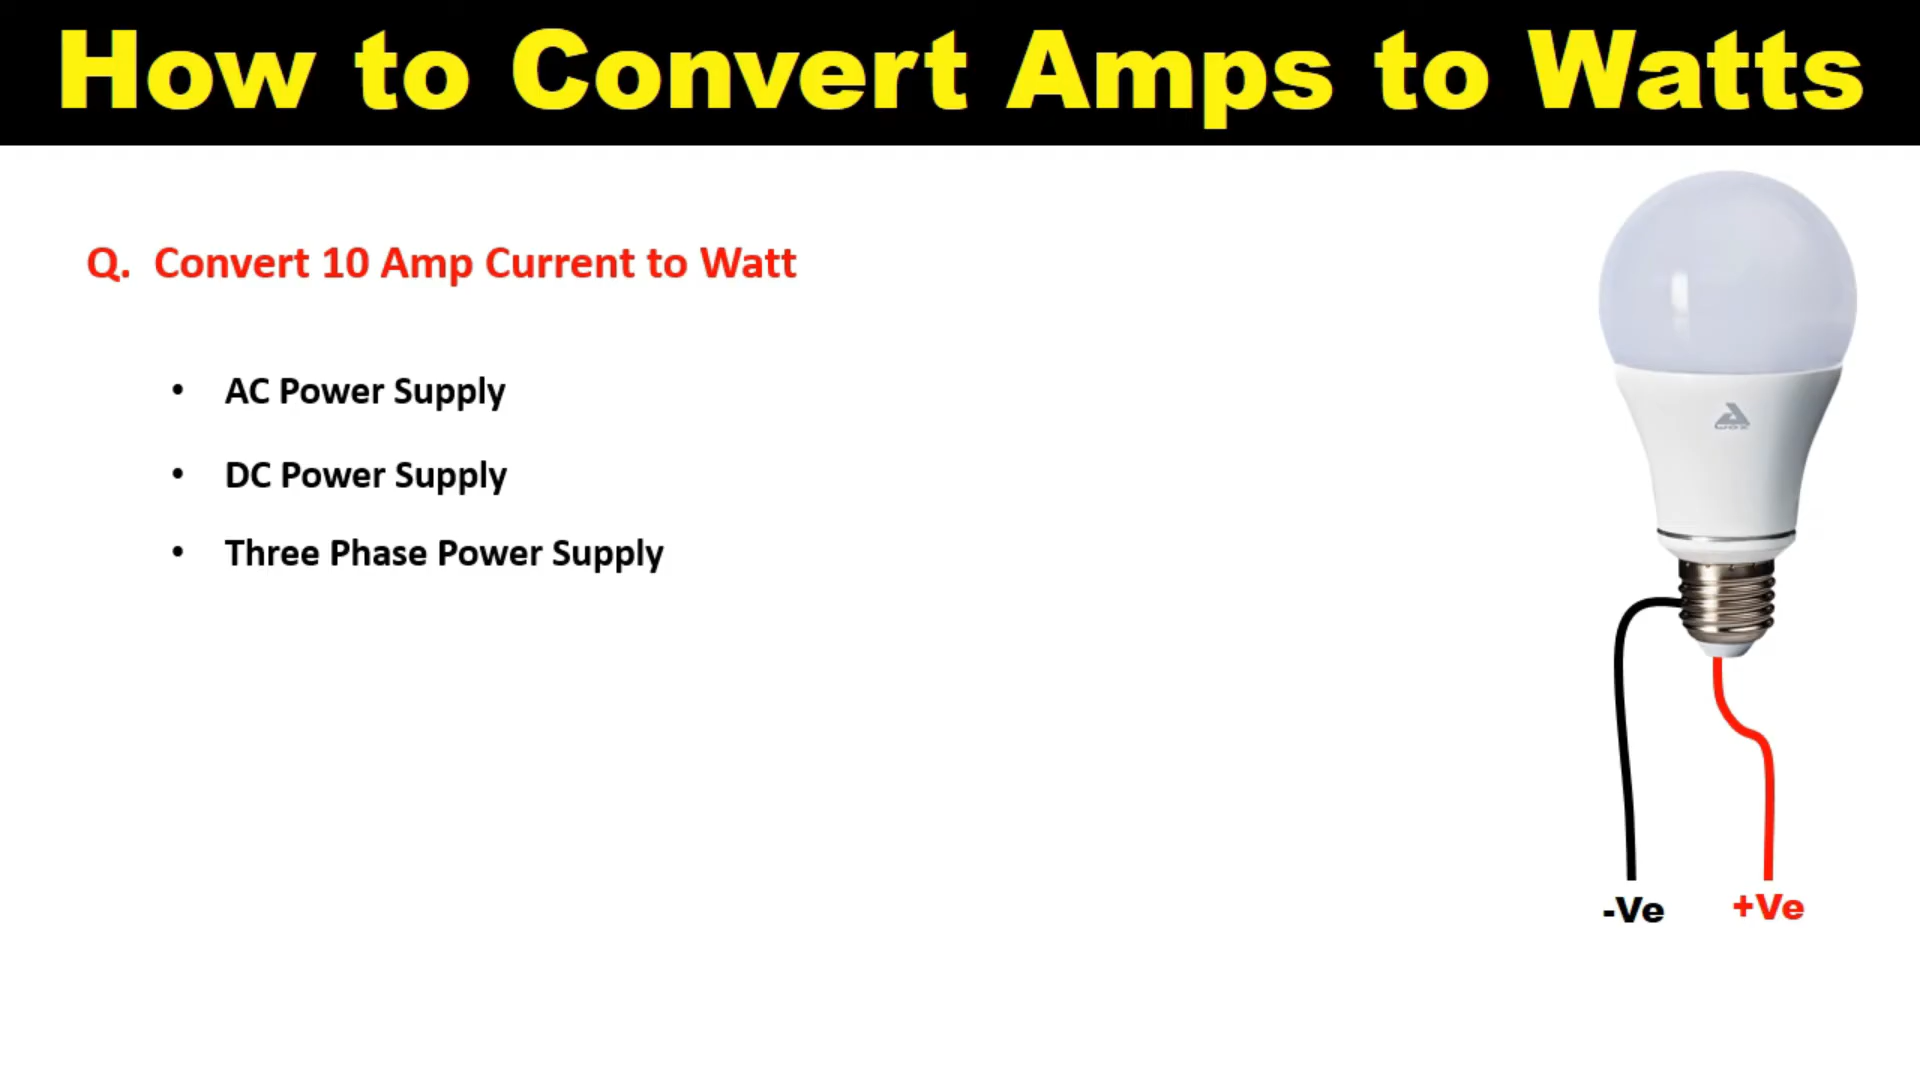 How to Convert Amps to Watts
Q. Convert 10 Amp Current to Watt
• AC Power Supply
• DC Power Supply
• Three Phase Power Supply
-Ve +Ve